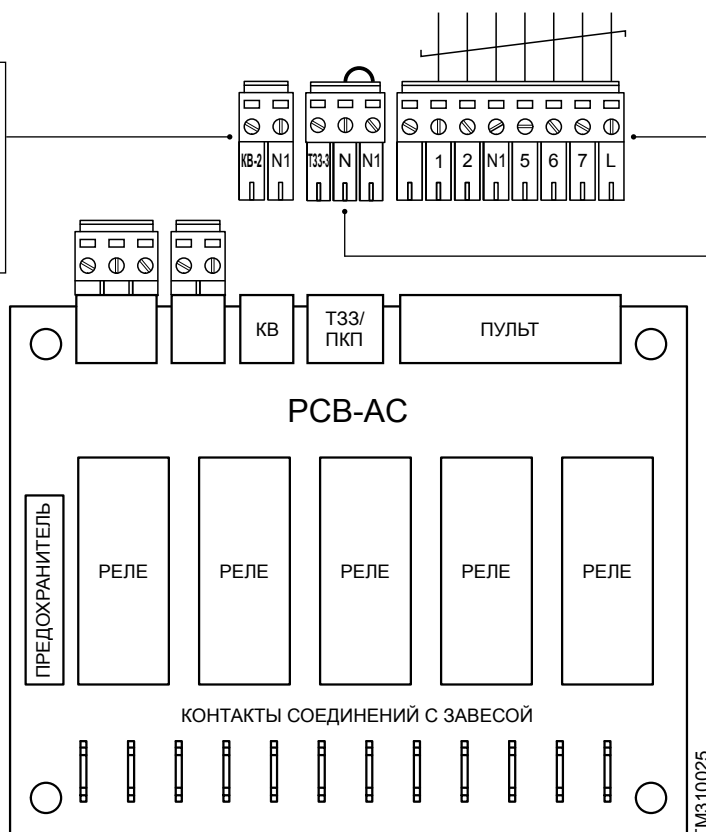 КВ-2 N1 ТЗЗ-3 N N1 1 2 N1 5 6 7 L
КВ
ТЗЗ/
ПКП
ПУЛЬТ
PCB-AC
ПРЕДОХРАНИТЕЛЬ
РЕЛЕ РЕЛЕ РЕЛЕ РЕЛЕ РЕЛЕ
КОНТАКТЫ СОЕДИНЕНИЙ С ЗАВЕСОЙ